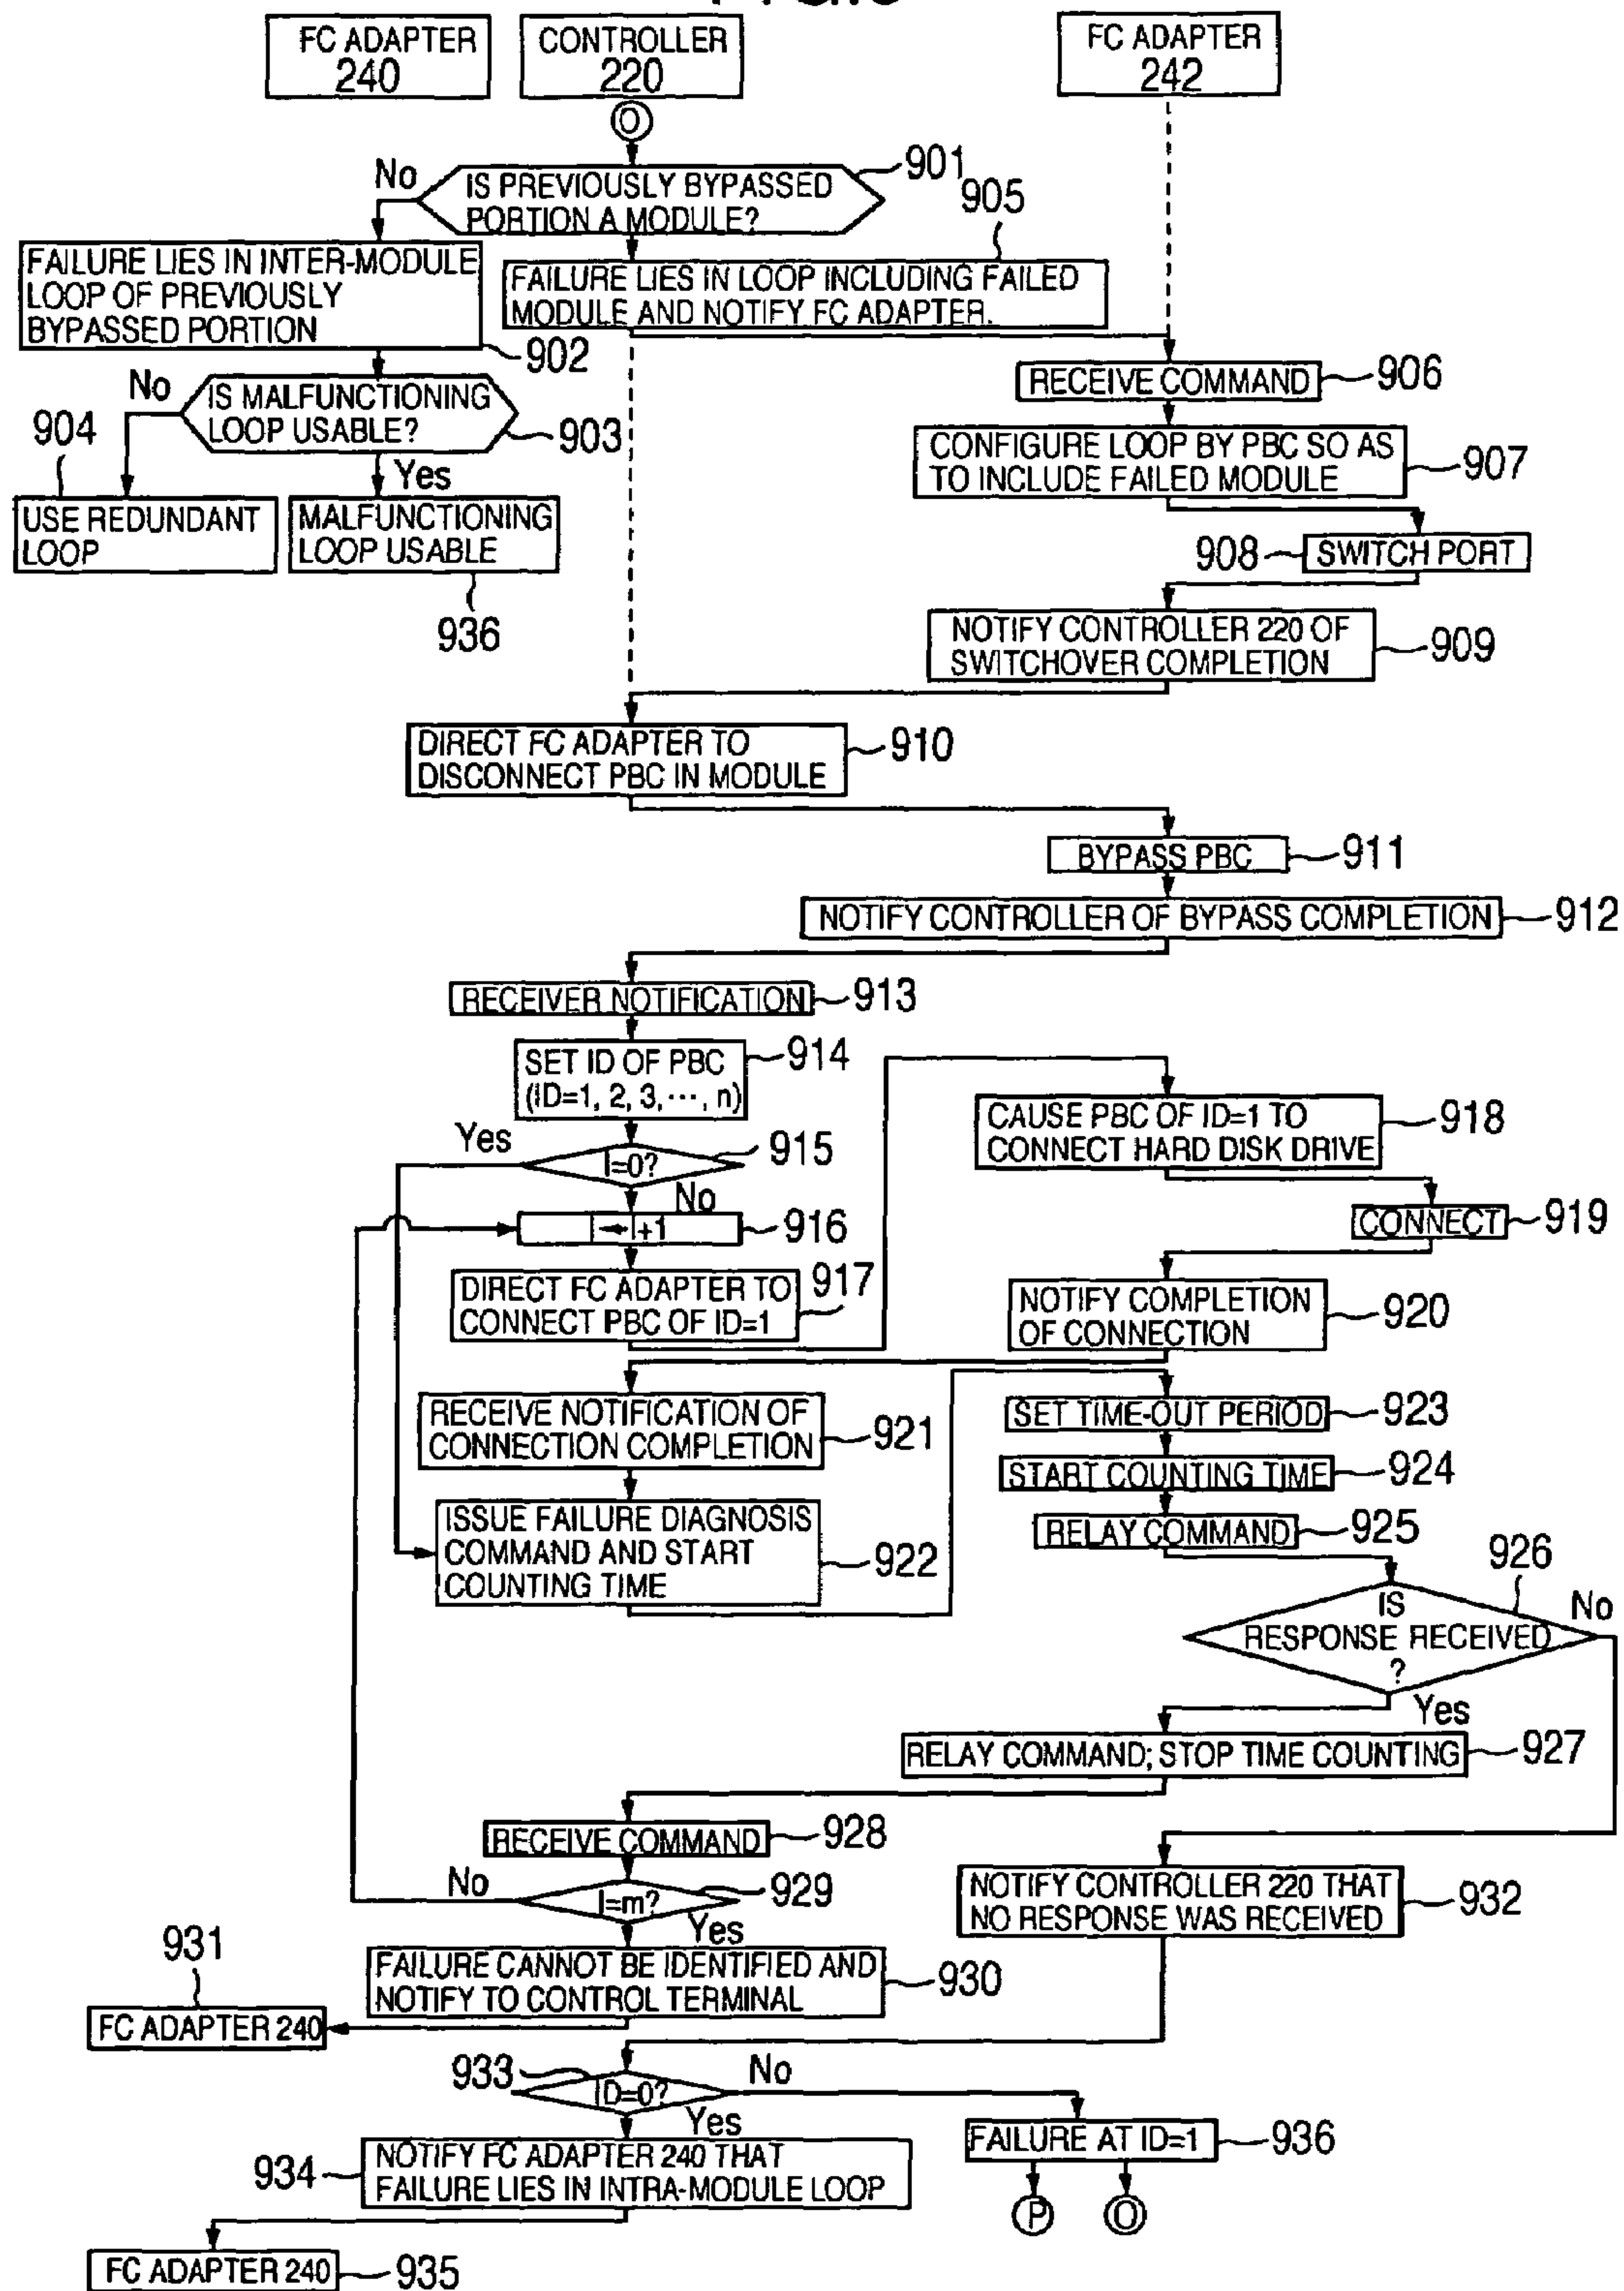 FC ADAPTER
240
CONTROLLER
220
FC ADAPTER
242
O
901
No
IS PREVIOUSLY BYPASSED
PORTION A MODULE?
905
FAILURE LIES IN INTER-MODULE
LOOP OF PREVIOUSLY
BYPASSED PORTION
902
FAILURE LIES IN LOOP INCLUDING FAILED
MODULE AND NOTIFY FC ADAPTER.
No
IS MALFUNCTIONING
LOOP USABLE?
903
904
Yes
USE REDUNDANT
LOOP
MALFUNCTIONING
LOOP USABLE
936
RECEIVE COMMAND
906
CONFIGURE LOOP BY PBC SO AS
TO INCLUDE FAILED MODULE
907
908
SWITCH PORT
NOTIFY CONTROLLER 220 OF
SWITCHOVER COMPLETION
909
DIRECT FC ADAPTER TO
DISCONNECT PBC IN MODULE
910
BYPASS PBC
911
NOTIFY CONTROLLER OF BYPASS COMPLETION
912
RECEIVER NOTIFICATION
913
SET ID OF PBC
(ID=1, 2, 3, ···, n)
914
Yes
I=0?
915
No
I←I+1
916
DIRECT FC ADAPTER TO
CONNECT PBC OF ID=1
917
CAUSE PBC OF ID=1 TO
CONNECT HARD DISK DRIVE
918
CONNECT
919
NOTIFY COMPLETION
OF CONNECTION
920
RECEIVE NOTIFICATION OF
CONNECTION COMPLETION
921
ISSUE FAILURE DIAGNOSIS
COMMAND AND START
COUNTING TIME
922
SET TIME-OUT PERIOD
923
START COUNTING TIME
924
RELAY COMMAND
925
926
IS
RESPONSE RECEIVED
?
No
Yes
RELAY COMMAND; STOP TIME COUNTING
927
RECEIVE COMMAND
928
No
I=m?
929
Yes
NOTIFY CONTROLLER 220 THAT
NO RESPONSE WAS RECEIVED
932
931
FAILURE CANNOT BE IDENTIFIED AND
NOTIFY TO CONTROL TERMINAL
930
FC ADAPTER 240
933
ID=0?
No
Yes
FAILURE AT ID=1
936
934
NOTIFY FC ADAPTER 240 THAT
FAILURE LIES IN INTRA-MODULE LOOP
P
O
FC ADAPTER 240
935